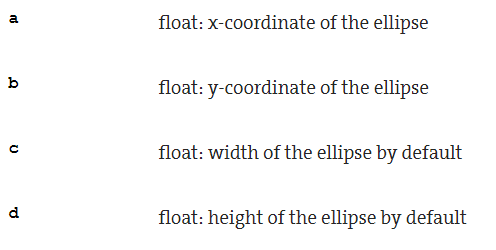 a float: x-coordinate of the ellipse
b float: y-coordinate of the ellipse
c float: width of the ellipse by default
d float: height of the ellipse by default